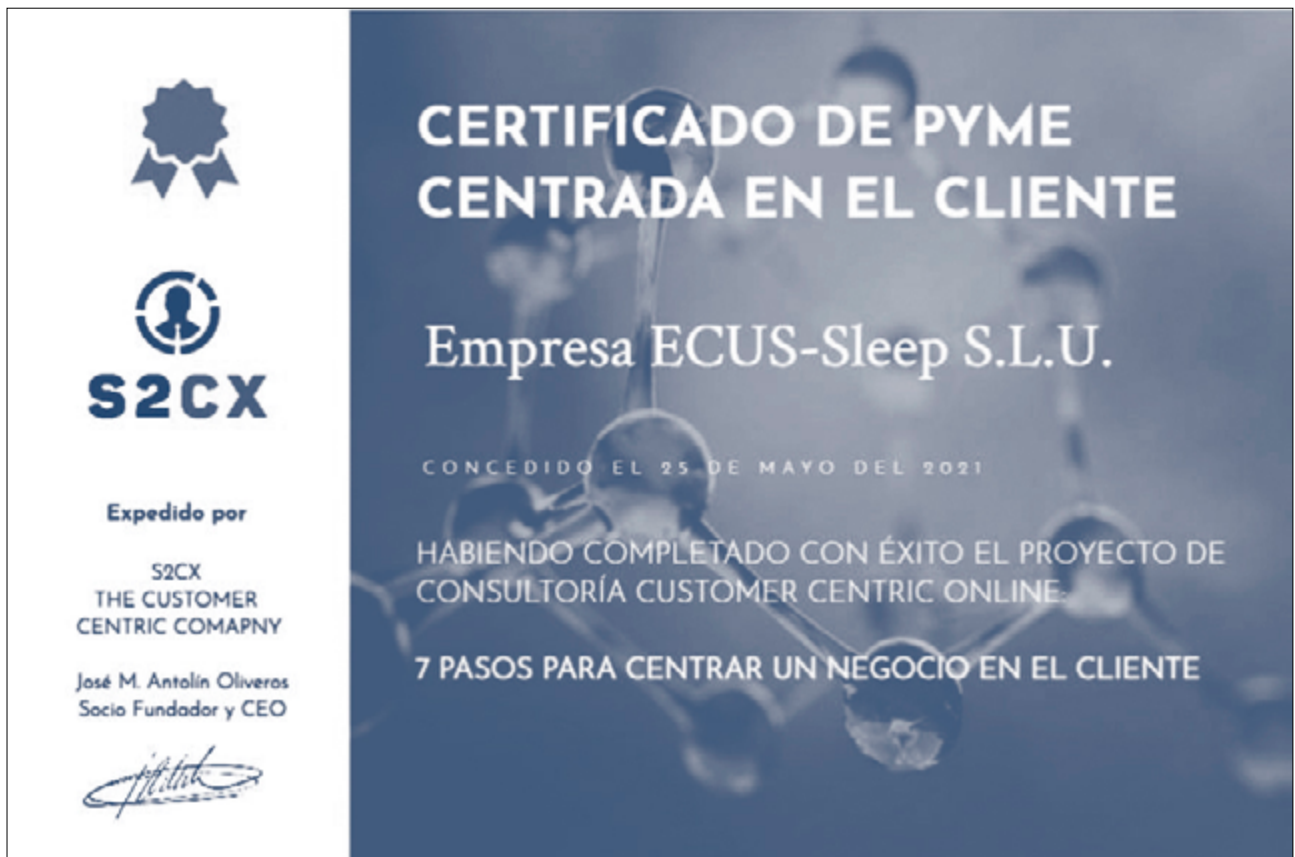 S2CX
Expedido por
S2CX
THE CUSTOMER
CENTRIC COMAPNY
José M. Antolín Oliveros
Socio Fundador y CEO
CERTIFICADO DE PYME
CENTRADA EN EL CLIENTE
Empresa ECUS-Sleep S.L.U.
CONCEDIDO EL 25 DE MAYO DEL 2021
HABIENDO COMPLETADO CON ÉXITO EL PROYECTO DE
CONSULTORÍA CUSTOMER CENTRIC ONLINE:
7 PASOS PARA CENTRAR UN NEGOCIO EN EL CLIENTE